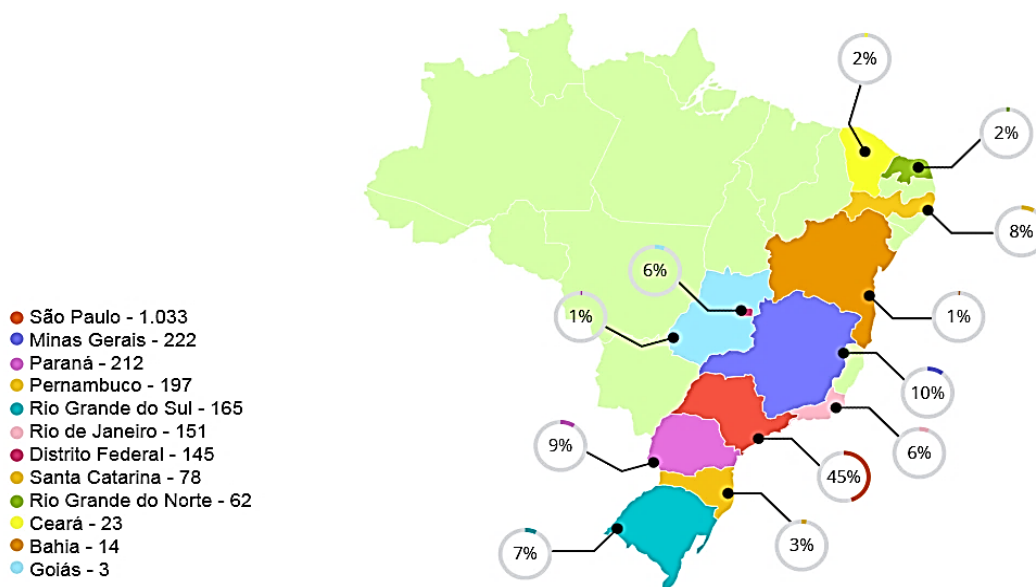 São Paulo - 1.033
Minas Gerais - 222
Paraná - 212
Pernambuco - 197
Rio Grande do Sul - 165
Rio de Janeiro - 151
Distrito Federal - 145
Santa Catarina - 78
Rio Grande do Norte - 62
Ceará - 23
Bahia - 14
Goiás - 3
2%
2%
8%
6%
1%
1%
10%
9%
6%
45%
7%
3%